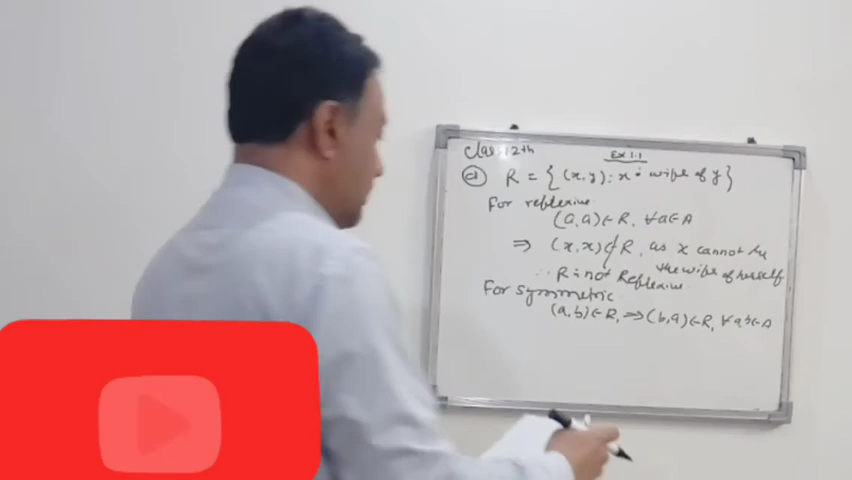 Class 12th
Ex 1.1
(d) R = {(x,y): x is wife of y}
For reflexive
(a,a) ∈ R, ∀ a ∈ A
⇒ (x,x) ∉ R, as x cannot be
the wife of herself
∴ R is not Reflexive
For symmetric
(a,b) ∈ R, ⇒ (b,a) ∈ R, ∀ a,b ∈ A